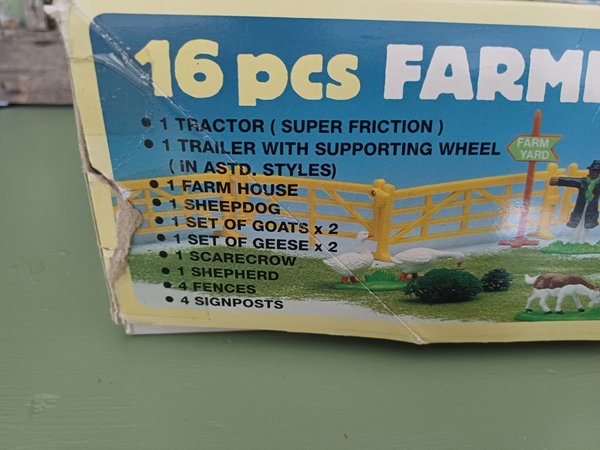 16 pcs FARM
• 1 TRACTOR ( SUPER FRICTION )
• 1 TRAILER WITH SUPPORTING WHEEL
( IN ASTD. STYLES)
• 1 FARM HOUSE
• 1 SHEEPDOG
• 1 SET OF GOATS x 2
• 1 SET OF GEESE x 2
• 1 SCARECROW
• 1 SHEPHERD
• 4 FENCES
• 4 SIGNPOSTS
FARM
YARD